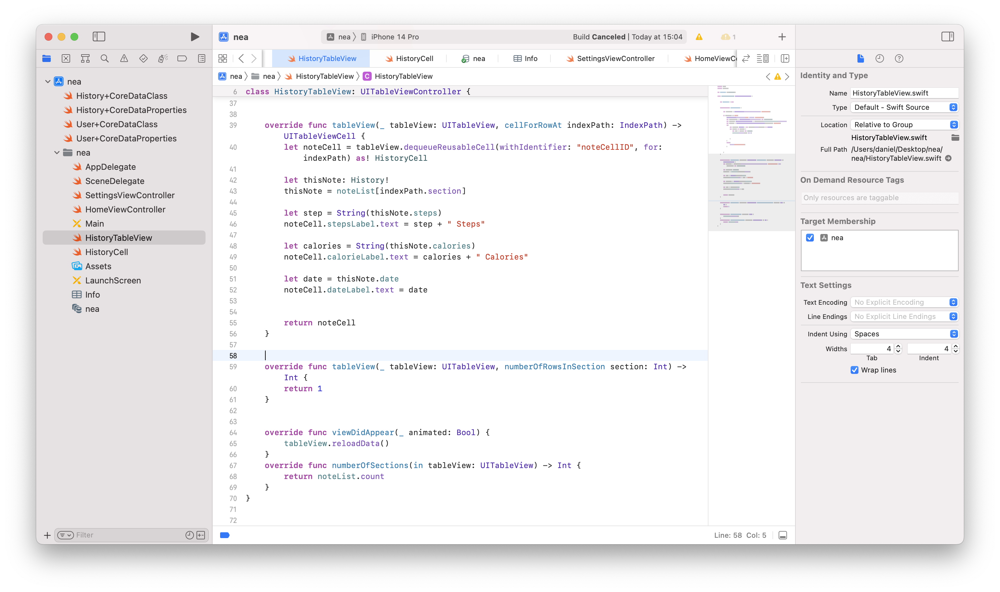 nea
nea
iPhone 14 Pro
Build Canceled | Today at 15:04
1
HistoryTableView
HistoryCell
nea
Info
SettingsViewController
HomeViewCo
nea
nea
HistoryTableView
C HistoryTableView
nea
History+CoreDataClass
History+CoreDataProperties
User+CoreDataClass
User+CoreDataProperties
nea
AppDelegate
SceneDelegate
SettingsViewController
HomeViewController
Main
HistoryTableView
HistoryCell
Assets
LaunchScreen
Info
nea
Filter
6 class HistoryTableView: UITableViewController {
37
38
39 override func tableView(_ tableView: UITableView, cellForRowAt indexPath: IndexPath) ->
UITableViewCell {
40 let noteCell = tableView.dequeueReusableCell(withIdentifier: "noteCellID", for:
indexPath) as! HistoryCell
41
42 let thisNote: History!
43 thisNote = noteList[indexPath.section]
44
45 let step = String(thisNote.steps)
46 noteCell.stepsLabel.text = step + " Steps"
47
48 let calories = String(thisNote.calories)
49 noteCell.calorieLabel.text = calories + " Calories"
50
51 let date = thisNote.date
52 noteCell.dateLabel.text = date
53
54
55 return noteCell
56 }
57
58
59 override func tableView(_ tableView: UITableView, numberOfRowsInSection section: Int) ->
Int {
60 return 1
61 }
62
63
64 override func viewDidAppear(_ animated: Bool) {
65 tableView.reloadData()
66 }
67 override func numberOfSections(in tableView: UITableView) -> Int {
68 return noteList.count
69 }
70 }
71
72
Line: 58 Col: 5
Identity and Type
Name HistoryTableView.swift
Type Default - Swift Source
Location Relative to Group
HistoryTableView.swift
Full Path /Users/daniel/Desktop/nea/
nea/HistoryTableView.swift
On Demand Resource Tags
Only resources are taggable
Target Membership
nea
Text Settings
Text Encoding No Explicit Encoding
Line Endings No Explicit Line Endings
Indent Using Spaces
Widths 4 4
Tab Indent
Wrap lines